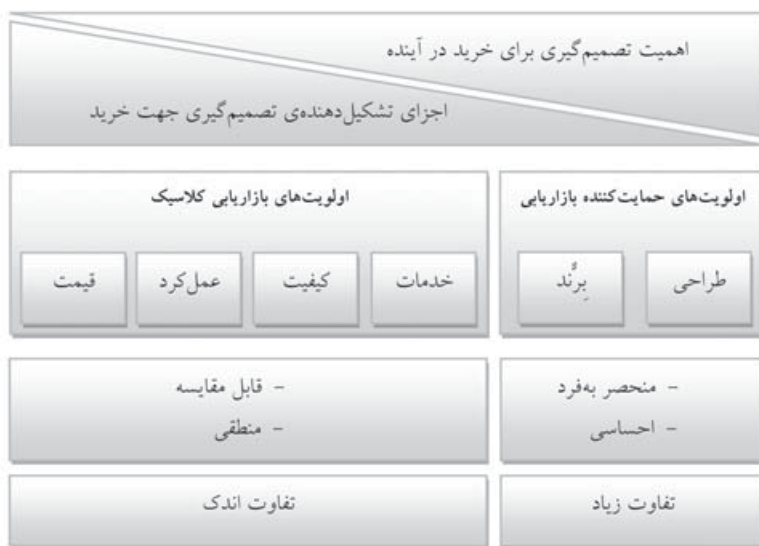 اهمیت تصمیم‌گیری برای خرید در آینده
اجزای تشکیل‌دهنده‌ی تصمیم‌گیری جهت خرید
اولویت‌های حمایت‌کننده بازاریابی
طراحی
بِرَُند
اولویت‌های بازاریابی کلاسیک
خدمات
کیفیت
عمل‌کرد
قیمت
- منحصر به‌فرد
- احساسی
- قابل مقایسه
- منطقی
تفاوت زیاد
تفاوت اندک